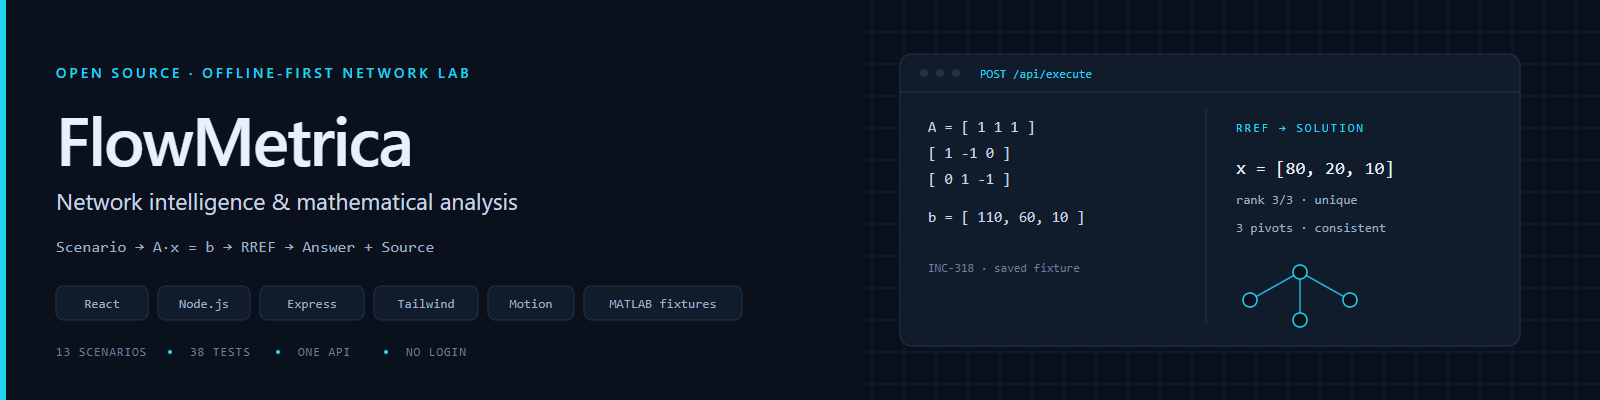 OPEN SOURCE · OFFLINE-FIRST NETWORK LAB
FlowMetrica
Network intelligence & mathematical analysis
Scenario → A·x = b → RREF → Answer + Source
React
Node.js
Express
Tailwind
Motion
MATLAB fixtures
13 SCENARIOS • 38 TESTS • ONE API • NO LOGIN
POST /api/execute
A = [ 1 1 1 ]
[ 1 -1 0 ]
[ 0 1 -1 ]
b = [ 110, 60, 10 ]
INC-318 · saved fixture
RREF → SOLUTION
x = [80, 20, 10]
rank 3/3 · unique
3 pivots · consistent